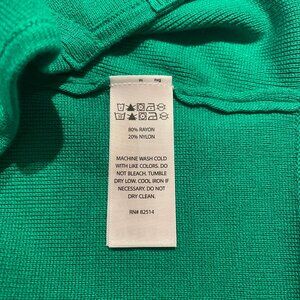 80% RAYON
20% NYLON
MACHINE WASH COLD
WITH LIKE COLORS. DO
NOT BLEACH. TUMBLE
DRY LOW. COOL IRON IF
NECESSARY. DO NOT
DRY CLEAN.
RN# 82514